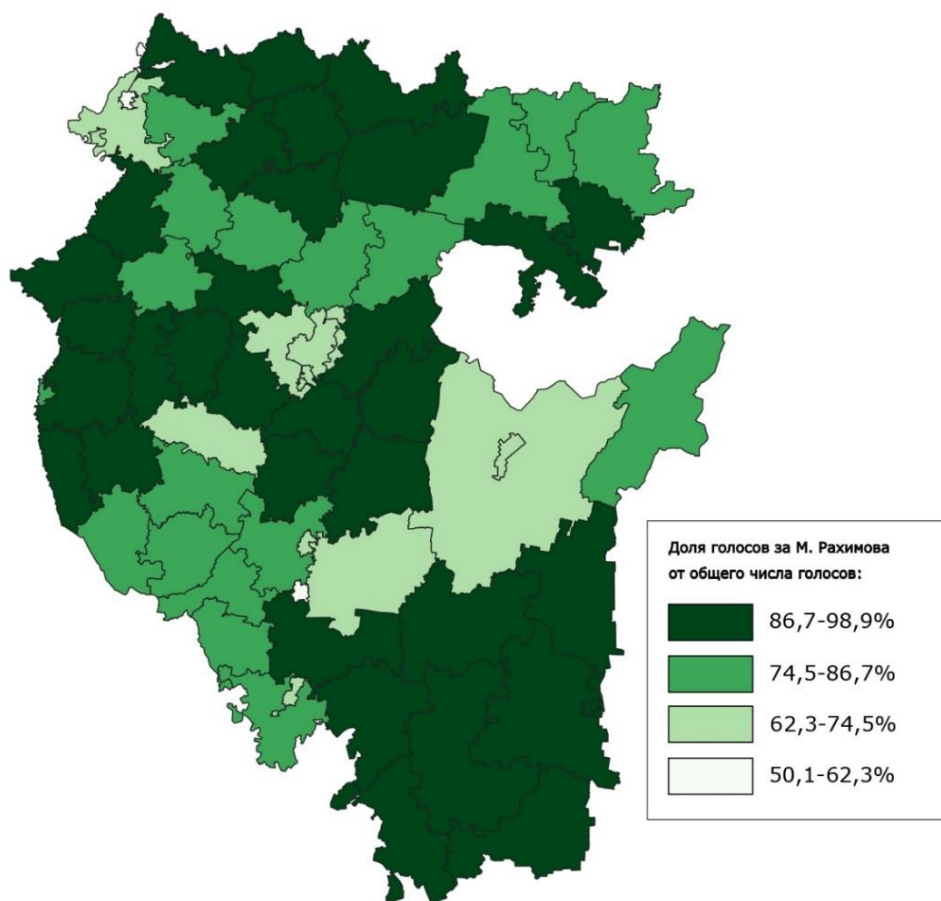 Доля голосов за М. Рахимова
от общего числа голосов:
86,7-98,9%
74,5-86,7%
62,3-74,5%
50,1-62,3%